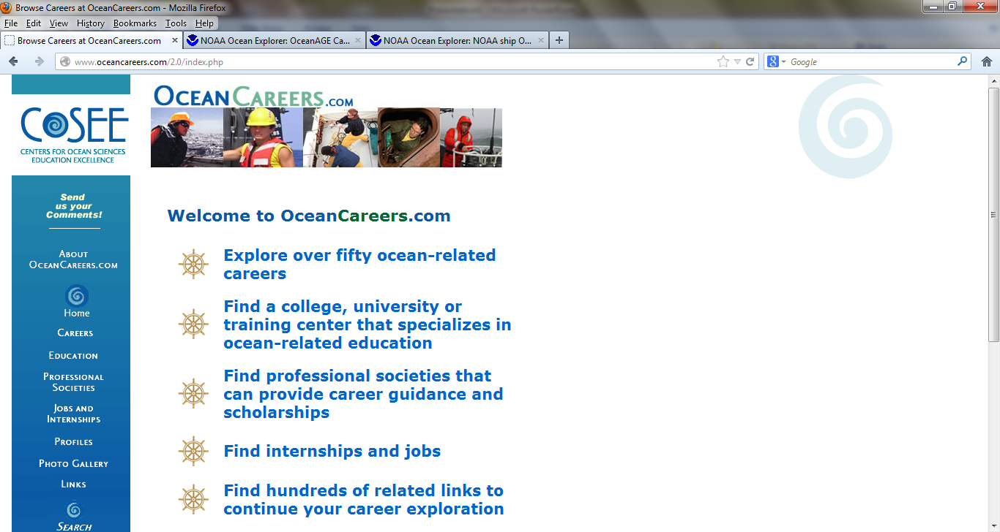 Browse Careers at OceanCareers.com - Mozilla Firefox
File Edit View History Bookmarks Tools Help
Browse Careers at OceanCareers.com
NOAA Ocean Explorer: OceanAGE Ca...
NOAA Ocean Explorer: NOAA ship O...
www.oceancareers.com/2.0/index.php
Google
COSEE
CENTERS FOR OCEAN SCIENCES
EDUCATION EXCELLENCE
Send
us your
Comments!
ABOUT
OCEANCAREERS.COM
Home
CAREERS
EDUCATION
PROFESSIONAL
SOCIETIES
JOBS AND
INTERNSHIPS
PROFILES
PHOTO GALLERY
LINKS
SEARCH
OCEANCAREERS.COM
Welcome to OceanCareers.com
Explore over fifty ocean-related
careers
Find a college, university or
training center that specializes in
ocean-related education
Find professional societies that
can provide career guidance and
scholarships
Find internships and jobs
Find hundreds of related links to
continue your career exploration